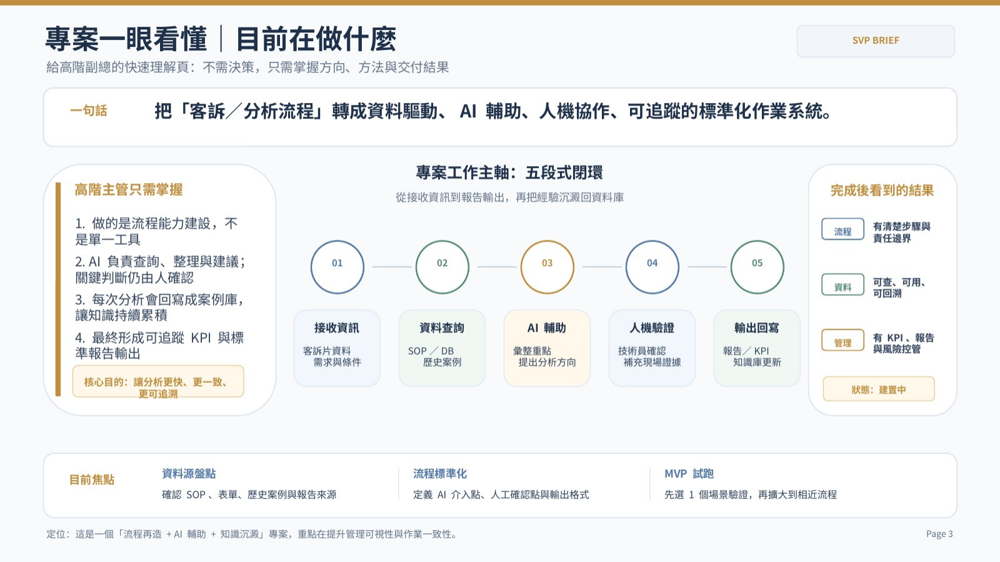 專案一眼看懂｜目前在做什麼
SVP BRIEF
給高階副總的快速理解頁：不需決策，只需掌握方向、方法與交付結果
一句話
把「客訴／分析流程」轉成資料驅動、 AI 輔助、人機協作、可追蹤的標準化作業系統。
高階主管只需掌握
1. 做的是流程能力建設，不
是單一工具
2. AI 負責查詢、整理與建議；
關鍵判斷仍由人確認
3. 每次分析會回寫成案例庫，
讓知識持續累積
4. 最終形成可追蹤 KPI 與標
準報告輸出
核心目的：讓分析更快、更一致、
更可追溯
專案工作主軸：五段式閉環
從接收資訊到報告輸出，再把經驗沉澱回資料庫
01
02
03
04
05
接收資訊
客訴片資料
需求與條件
資料查詢
SOP ／ DB
歷史案例
AI 輔助
彙整重點
提出分析方向
人機驗證
技術員確認
補充現場證據
輸出回寫
報告／ KPI
知識庫更新
完成後看到的結果
流程
有清楚步驟與
責任邊界
資料
可查、可用、
可回溯
管理
有 KPI 、報告
與風險控管
狀態：建置中
目前焦點
資料源盤點
確認 SOP 、表單、歷史案例與報告來源
流程標準化
定義 AI 介入點、人工確認點與輸出格式
MVP 試跑
先選 1 個場景驗證，再擴大到相近流程
定位：這是一個「流程再造 + AI 輔助 + 知識沉澱」專案，重點在提升管理可視性與作業一致性。
Page 3